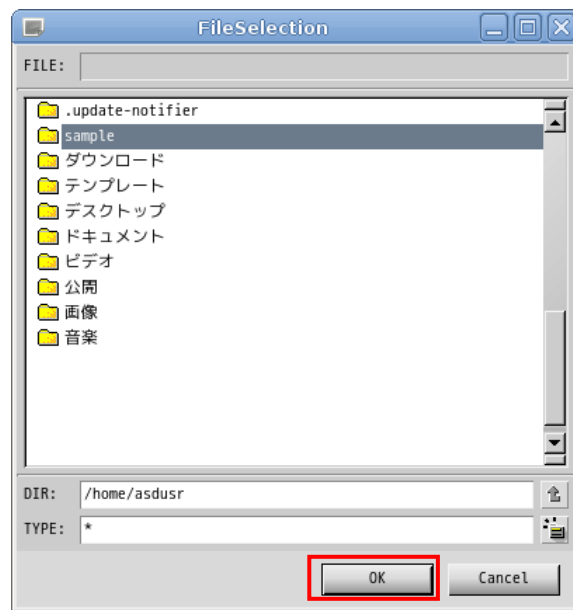 FileSelection
FILE:
.update-notifier
sample
ダウンロード
テンプレート
デスクトップ
ドキュメント
ビデオ
公開
画像
音楽
DIR: /home/asdusr
TYPE: *
OK Cancel